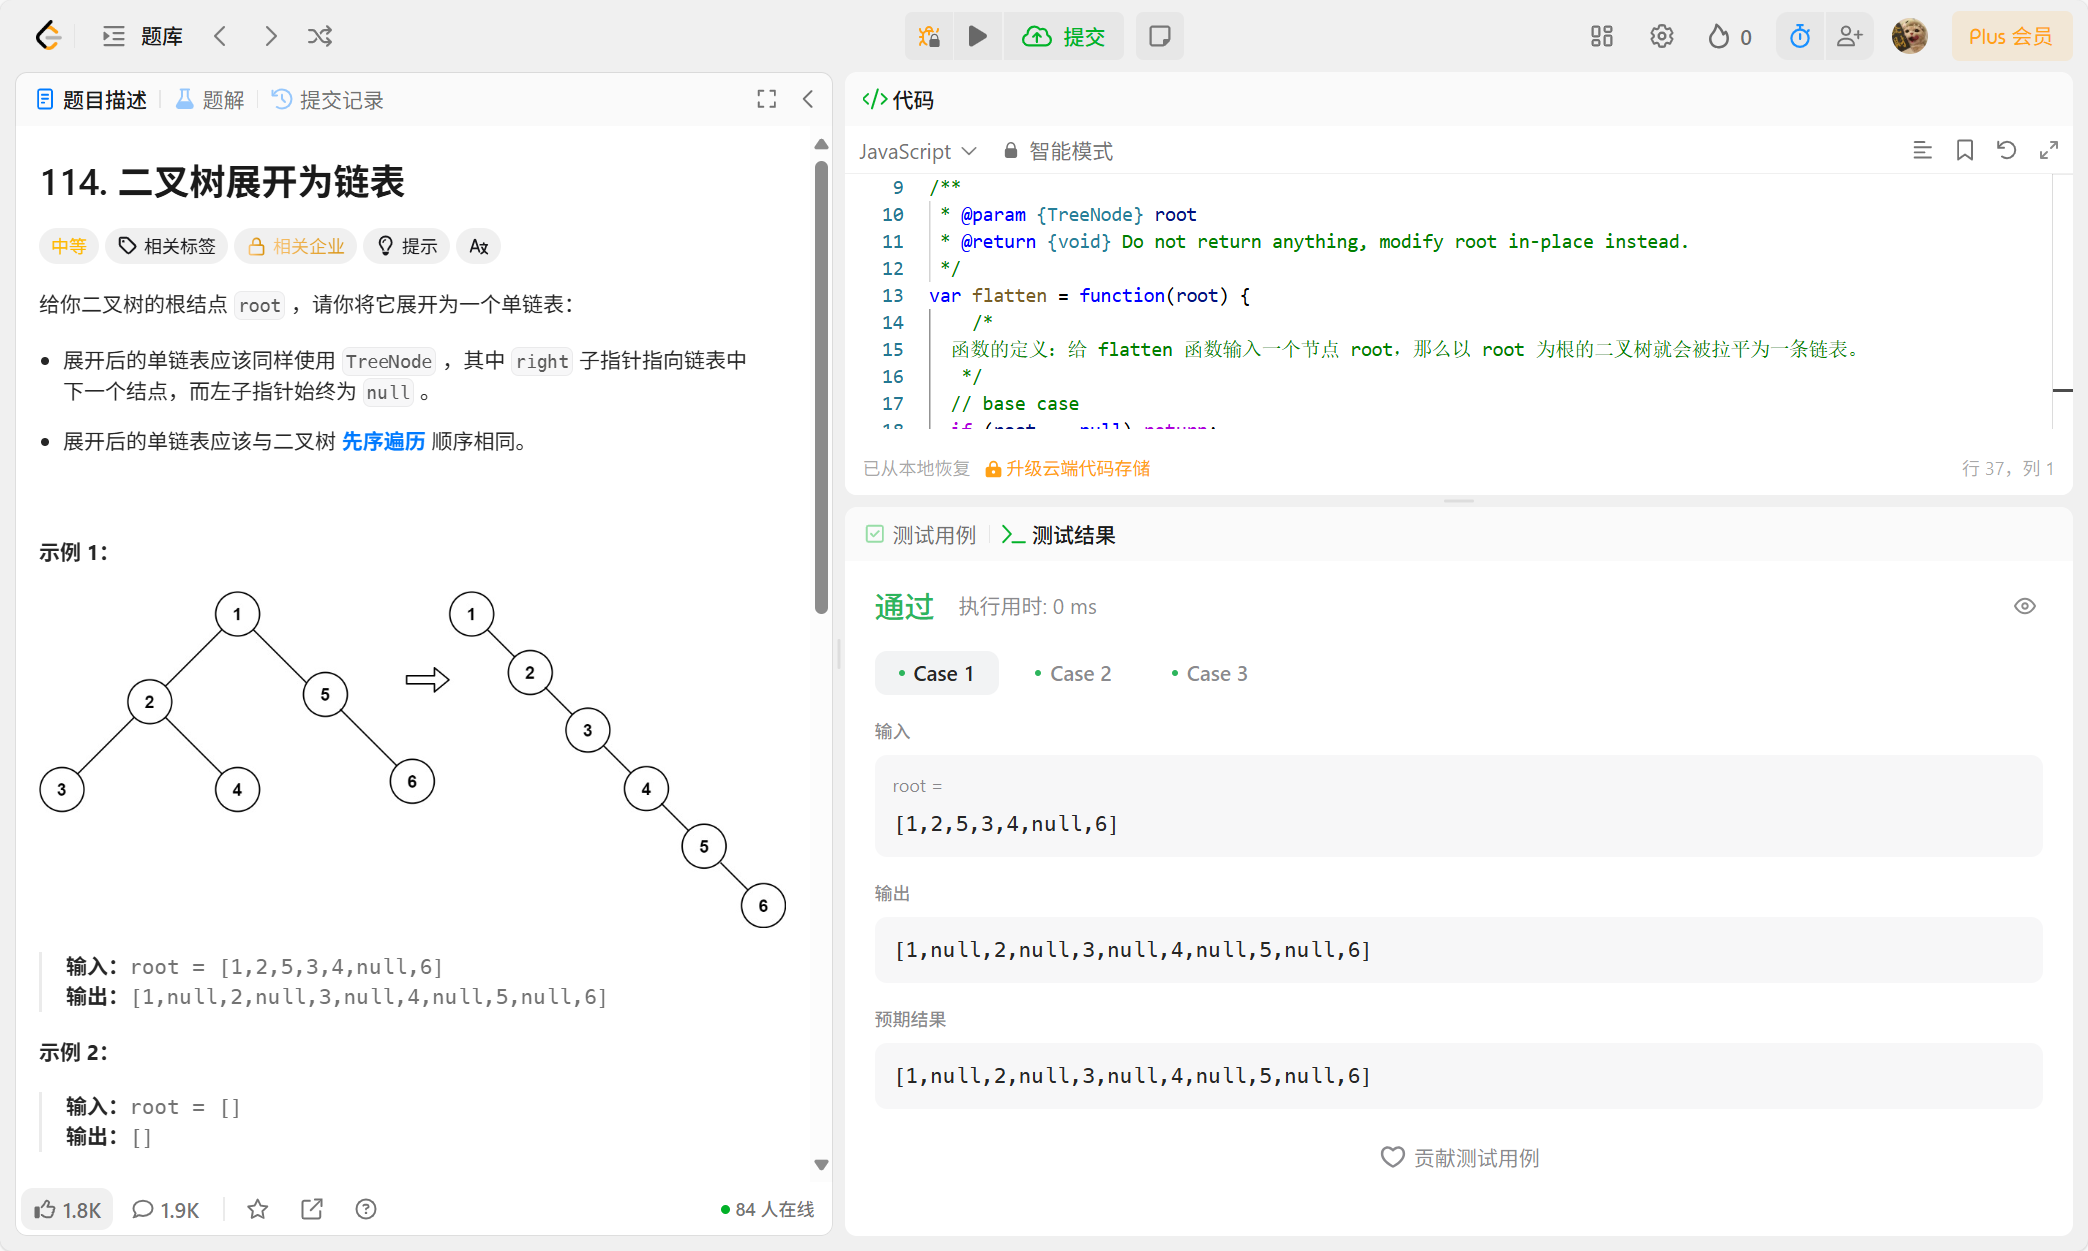 题库
提交
0
Plus 会员
题目描述
题解
提交记录
114. 二叉树展开为链表
中等
相关标签
相关企业
提示
给你二叉树的根结点 root ，请你将它展开为一个单链表：
展开后的单链表应该同样使用 TreeNode ，其中 right 子指针指向链表中
下一个结点，而左子指针始终为 null 。
展开后的单链表应该与二叉树 先序遍历 顺序相同。
示例 1：
1
2
5
3
4
6
1
2
3
4
5
6
输入：root = [1,2,5,3,4,null,6]
输出：[1,null,2,null,3,null,4,null,5,null,6]
示例 2：
输入：root = []
输出：[]
1.8K
1.9K
84 人在线
</> 代码
JavaScript
智能模式
9 /**
10 * @param {TreeNode} root
11 * @return {void} Do not return anything, modify root in-place instead.
12 */
13 var flatten = function(root) {
14 /*
15 函数的定义：给 flatten 函数输入一个节点 root，那么以 root 为根的二叉树就会被拉平为一条链表。
16 */
17 // base case
已从本地恢复
升级云端代码存储
行 37，列 1
测试用例
测试结果
通过
执行用时: 0 ms
Case 1
Case 2
Case 3
输入
root =
[1,2,5,3,4,null,6]
输出
[1,null,2,null,3,null,4,null,5,null,6]
预期结果
[1,null,2,null,3,null,4,null,5,null,6]
贡献测试用例